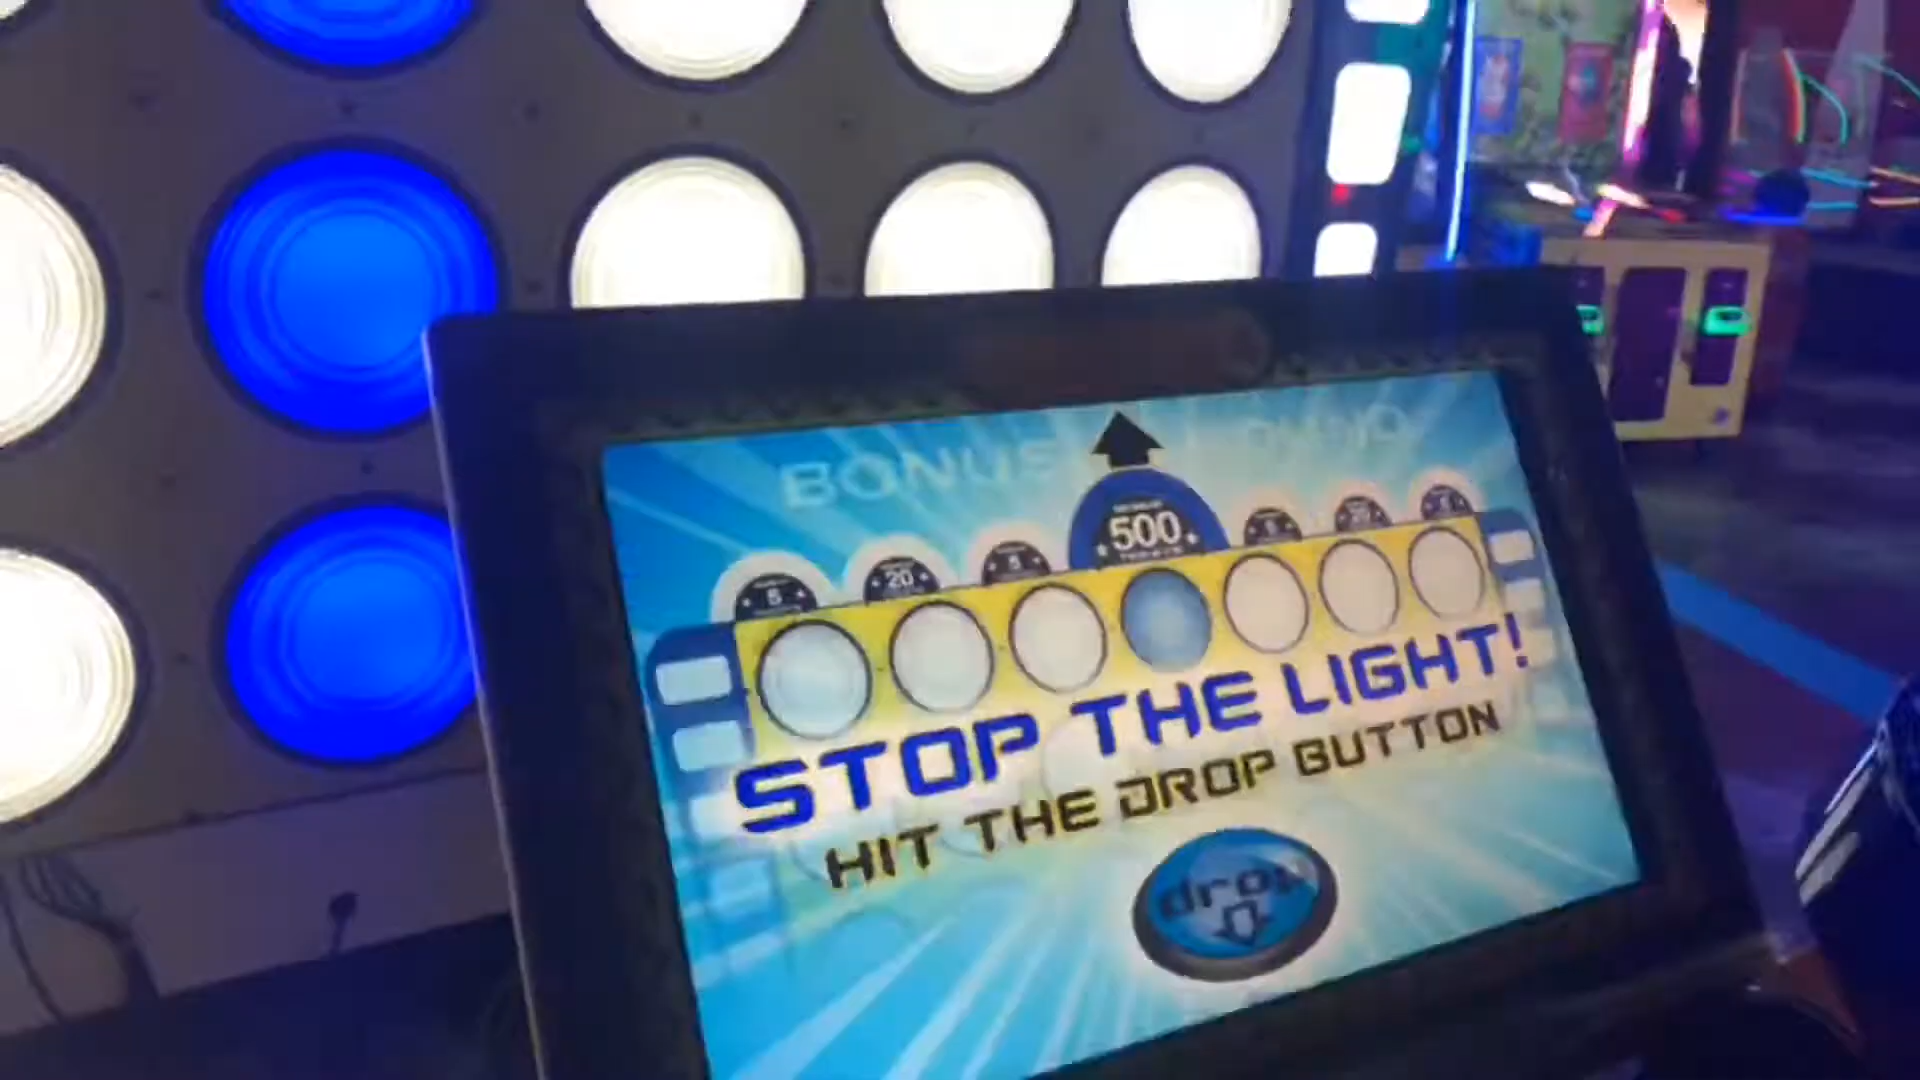 BONUS
500
5 20 5
STOP THE LIGHT!
HIT THE DROP BUTTON
drop